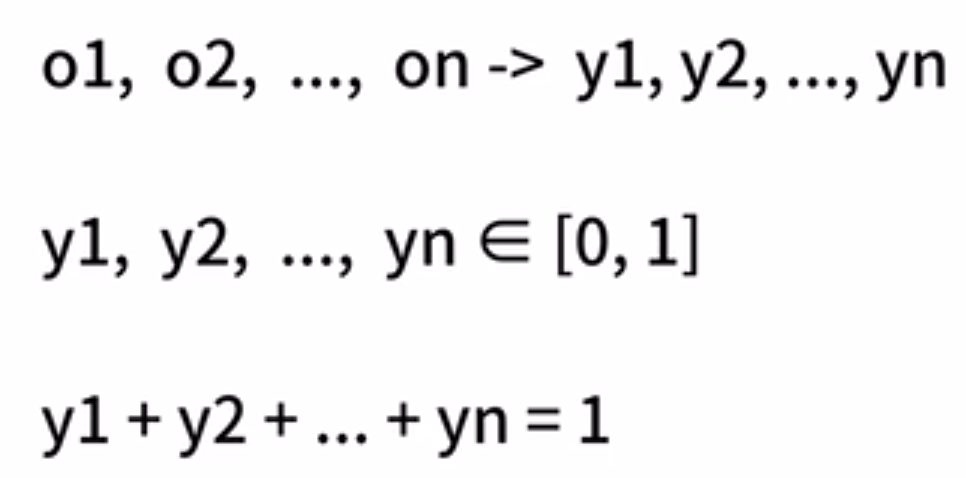 o1, o2, ..., on -> y1, y2, ..., yn
y1, y2, ..., yn ∈ [0, 1]
y1 + y2 + ... + yn = 1